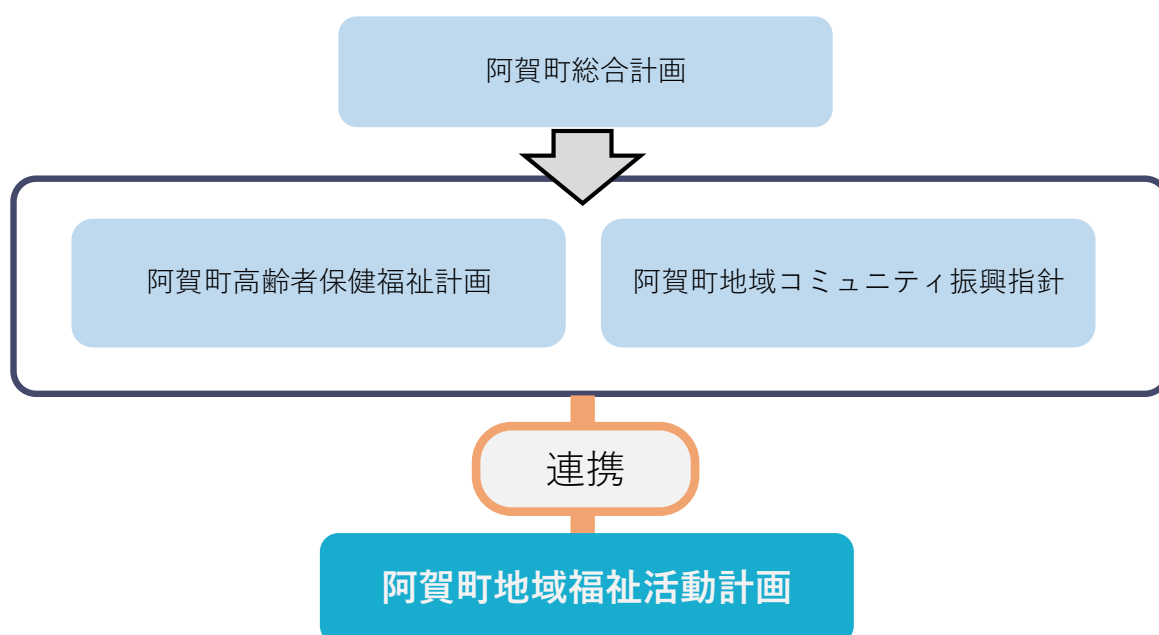 阿賀町総合計画
阿賀町高齢者保健福祉計画
阿賀町地域コミュニティ振興指針
連携
阿賀町地域福祉活動計画